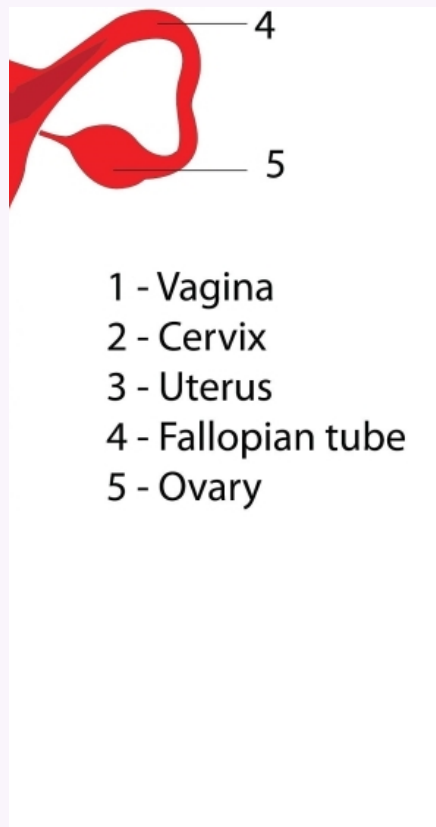 4
5
1 - Vagina
2 - Cervix
3 - Uterus
4 - Fallopian tube
5 - Ovary